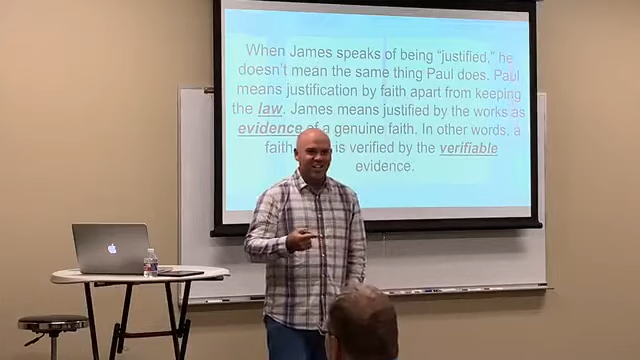 When James speaks of being "justified," he
doesn't mean the same thing Paul does. Paul
means justification by faith apart from keeping
the law. James means justified by the works as
evidence of a genuine faith. In other words, a
faith is verified by the verifiable
evidence.